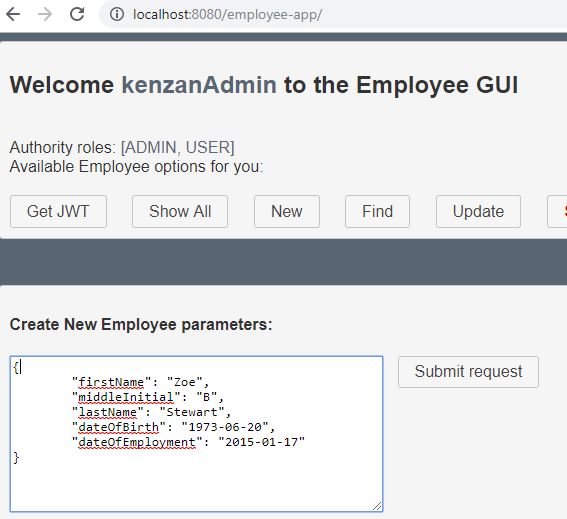 localhost:8080/employee-app/
Welcome kenzanAdmin to the Employee GUI
Authority roles: [ADMIN, USER]
Available Employee options for you:
Get JWT Show All New Find Update
Create New Employee parameters:
{
"firstName": "Zoe",
"middleInitial": "B",
"lastName": "Stewart",
"dateOfBirth": "1973-06-20",
"dateOfEmployment": "2015-01-17"
}
Submit request